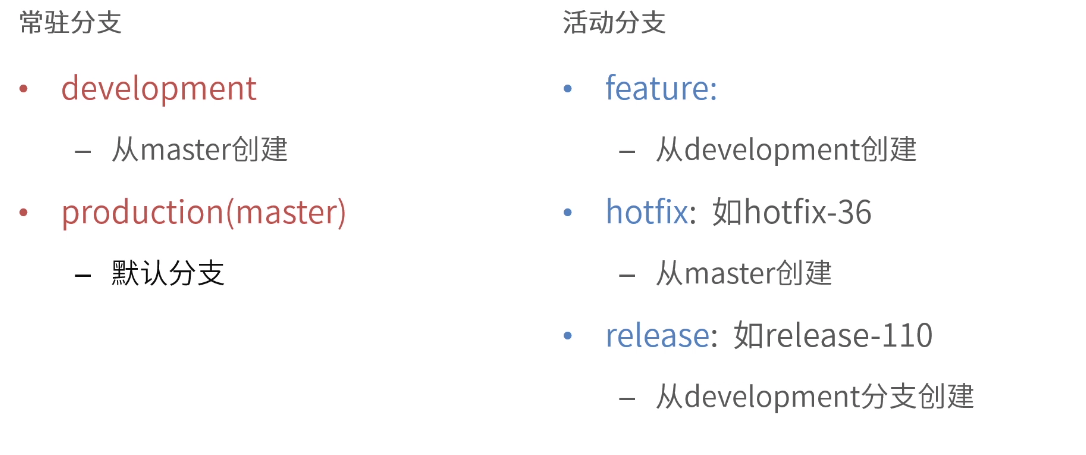 常驻分支
• development
– 从master创建
• production(master)
– 默认分支
活动分支
• feature:
– 从development创建
• hotfix: 如hotfix-36
– 从master创建
• release: 如release-110
– 从development分支创建